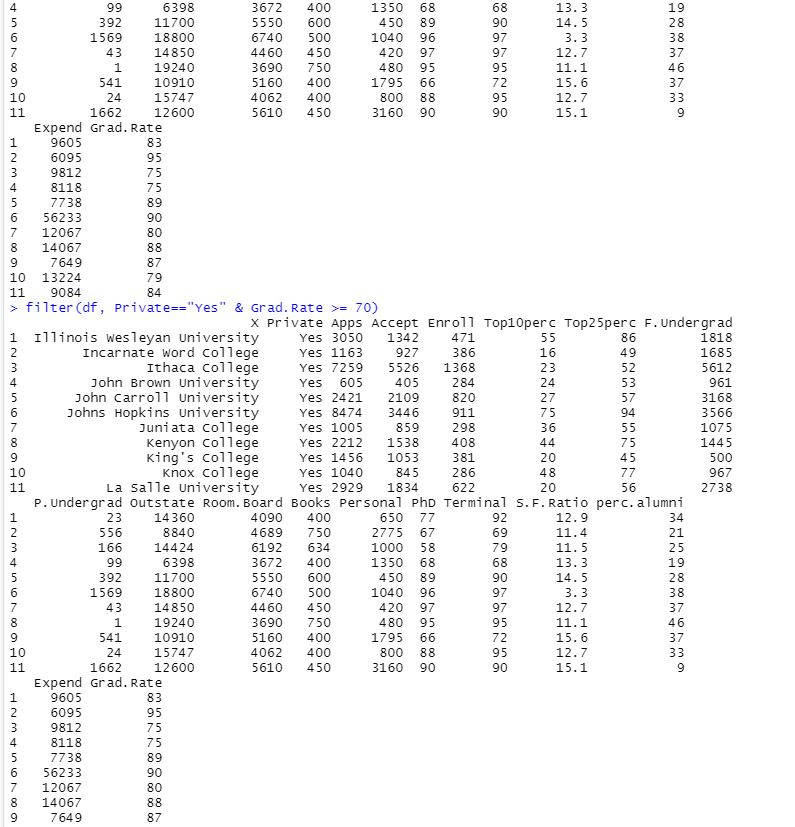 4 99 6398 3672 400 1350 68 68 13.3 19
5 392 11700 5550 600 450 89 90 14.5 28
6 1569 18800 6740 500 1040 96 97 3.3 38
7 43 14850 4460 450 420 97 97 12.7 37
8 1 19240 3690 750 480 95 95 11.1 46
9 541 10910 5160 400 1795 66 72 15.6 37
10 24 15747 4062 400 800 88 95 12.7 33
11 1662 12600 5610 450 3160 90 90 15.1 9
Expend Grad.Rate
1 9605 83
2 6095 95
3 9812 75
4 8118 75
5 7738 89
6 56233 90
7 12067 80
8 14067 88
9 7649 87
10 13224 79
11 9084 84
> filter(df, Private=="Yes" & Grad.Rate >= 70)
X Private Apps Accept Enroll Top10perc Top25perc F.Undergrad
1 Illinois Wesleyan University Yes 3050 1342 471 55 86 1818
2 Incarnate Word College Yes 1163 927 386 16 49 1685
3 Ithaca College Yes 7259 5526 1368 23 52 5612
4 John Brown University Yes 605 405 284 24 53 961
5 John Carroll University Yes 2421 2109 820 27 57 3168
6 Johns Hopkins University Yes 8474 3446 911 75 94 3566
7 Juniata College Yes 1005 859 298 36 55 1075
8 Kenyon College Yes 2212 1538 408 44 75 1445
9 King's College Yes 1456 1053 381 20 45 500
10 Knox College Yes 1040 845 286 48 77 967
11 La Salle University Yes 2929 1834 622 20 56 2738
P.Undergrad Outstate Room.Board Books Personal PhD Terminal S.F.Ratio perc.alumni
1 23 14360 4090 400 650 77 92 12.9 34
2 556 8840 4689 750 2775 67 69 11.4 21
3 166 14424 6192 634 1000 58 79 11.5 25
4 99 6398 3672 400 1350 68 68 13.3 19
5 392 11700 5550 600 450 89 90 14.5 28
6 1569 18800 6740 500 1040 96 97 3.3 38
7 43 14850 4460 450 420 97 97 12.7 37
8 1 19240 3690 750 480 95 95 11.1 46
9 541 10910 5160 400 1795 66 72 15.6 37
10 24 15747 4062 400 800 88 95 12.7 33
11 1662 12600 5610 450 3160 90 90 15.1 9
Expend Grad.Rate
1 9605 83
2 6095 95
3 9812 75
4 8118 75
5 7738 89
6 56233 90
7 12067 80
8 14067 88
9 7649 87